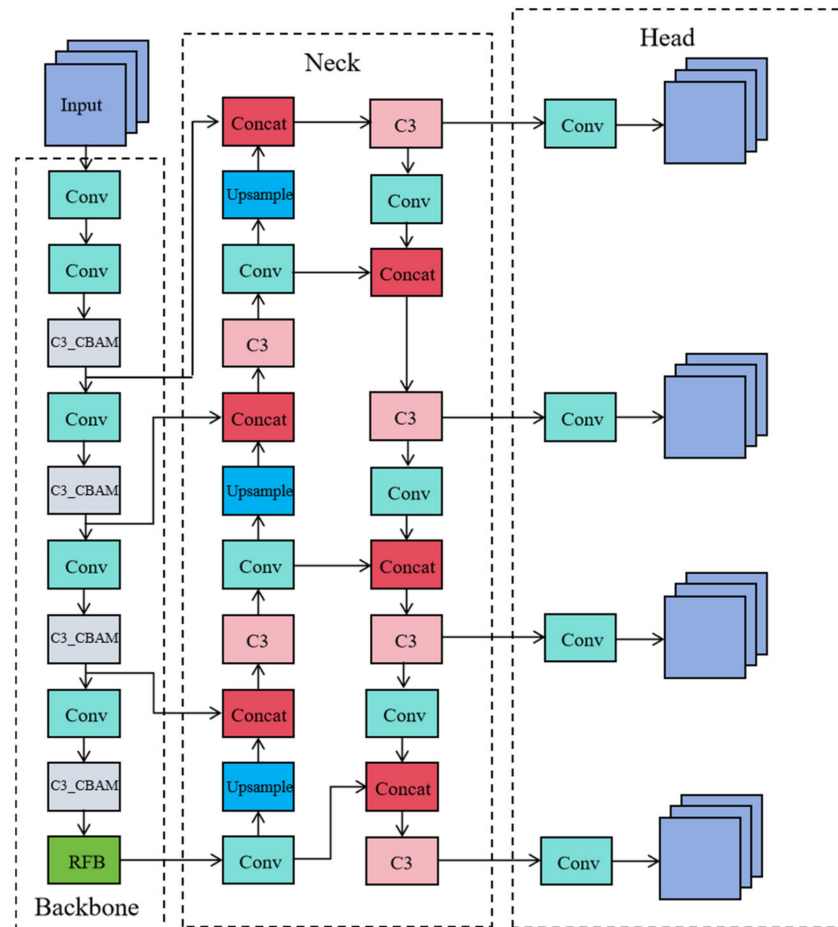 Head
Neck
Input
Concat
C3
Conv
Conv
Upsample
Conv
Conv
Conv
Concat
C3_CBAM
C3
Conv
Concat
C3
Conv
C3_CBAM
Upsample
Conv
Conv
Conv
Concat
C3_CBAM
C3
C3
Conv
Conv
Concat
Conv
C3_CBAM
Upsample
Concat
RFB
Conv
C3
Conv
Backbone